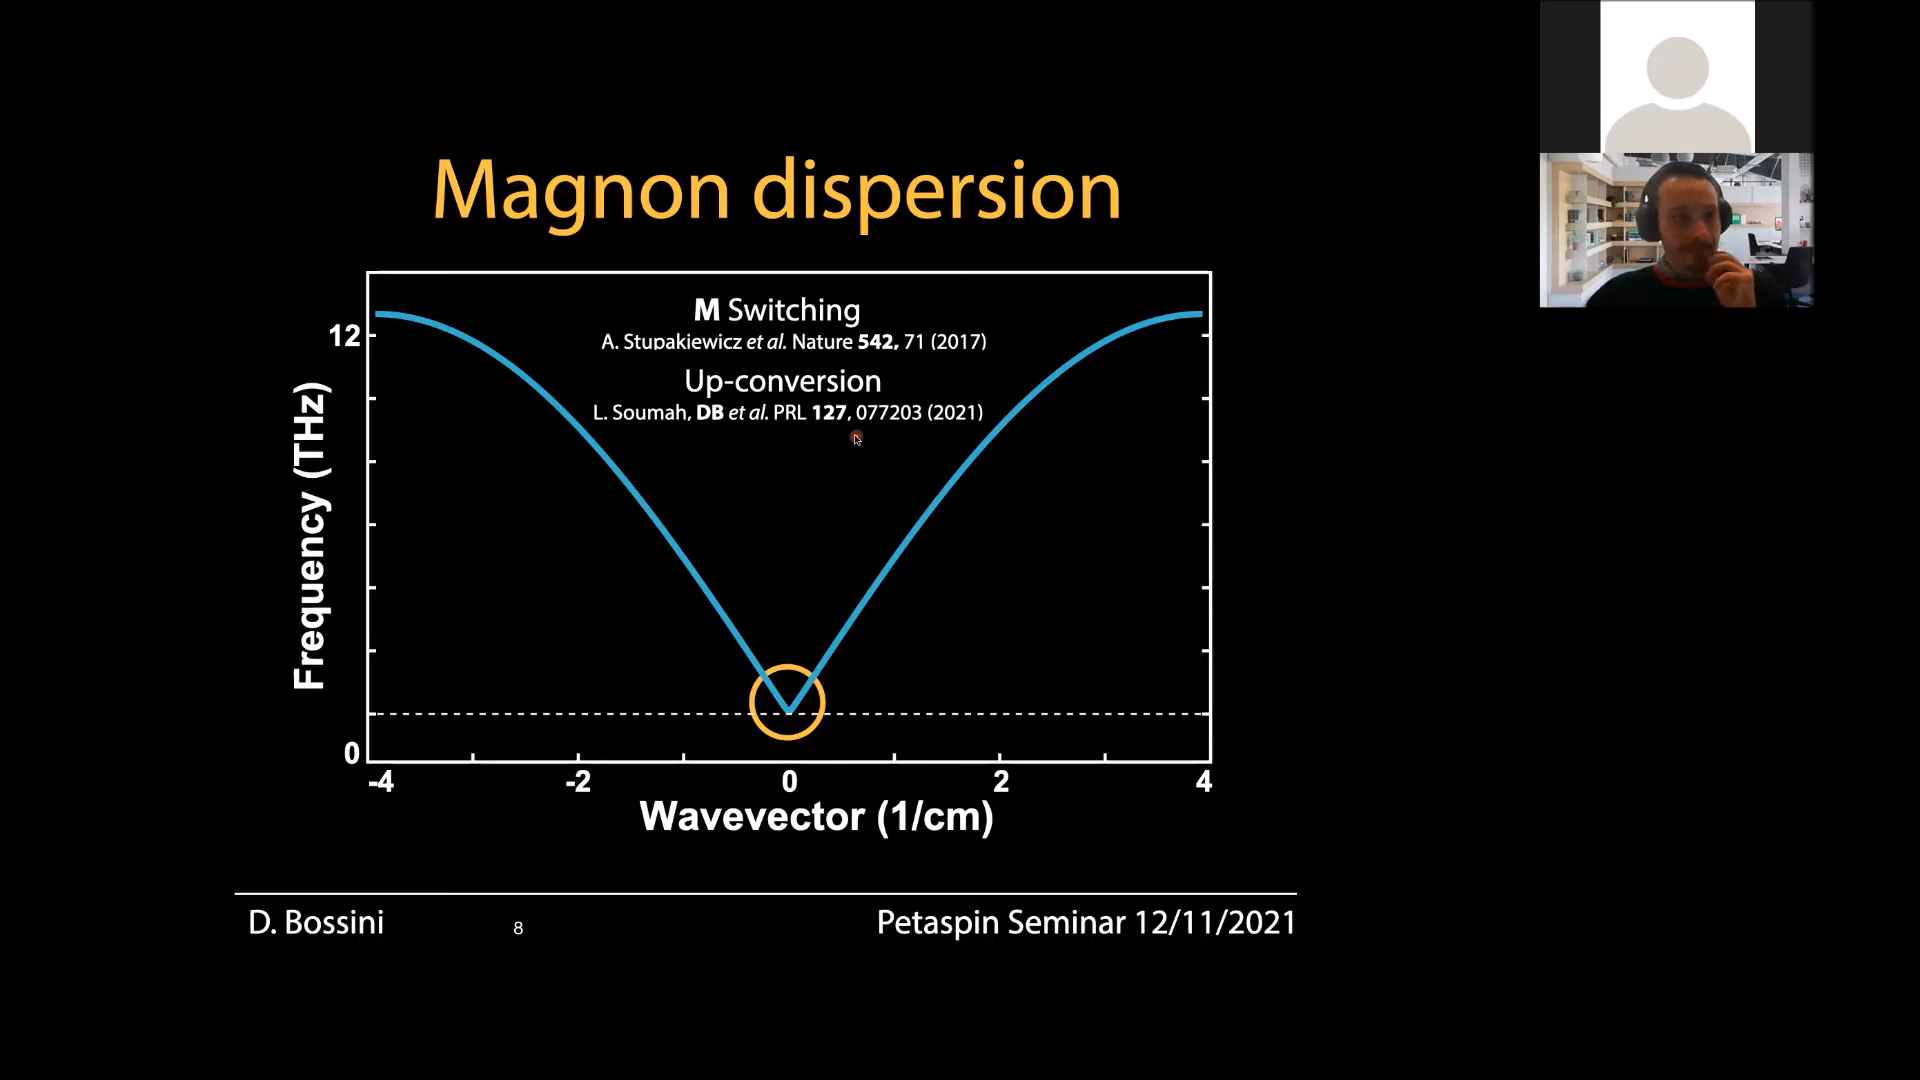 Magnon dispersion
M Switching
A. Stupakiewicz et al. Nature 542, 71 (2017)
Up-conversion
L. Soumah, DB et al. PRL 127, 077203 (2021)
12
Frequency (THz)
0
-4 -2 0 2 4
Wavevector (1/cm)
D. Bossini 8 Petaspin Seminar 12/11/2021